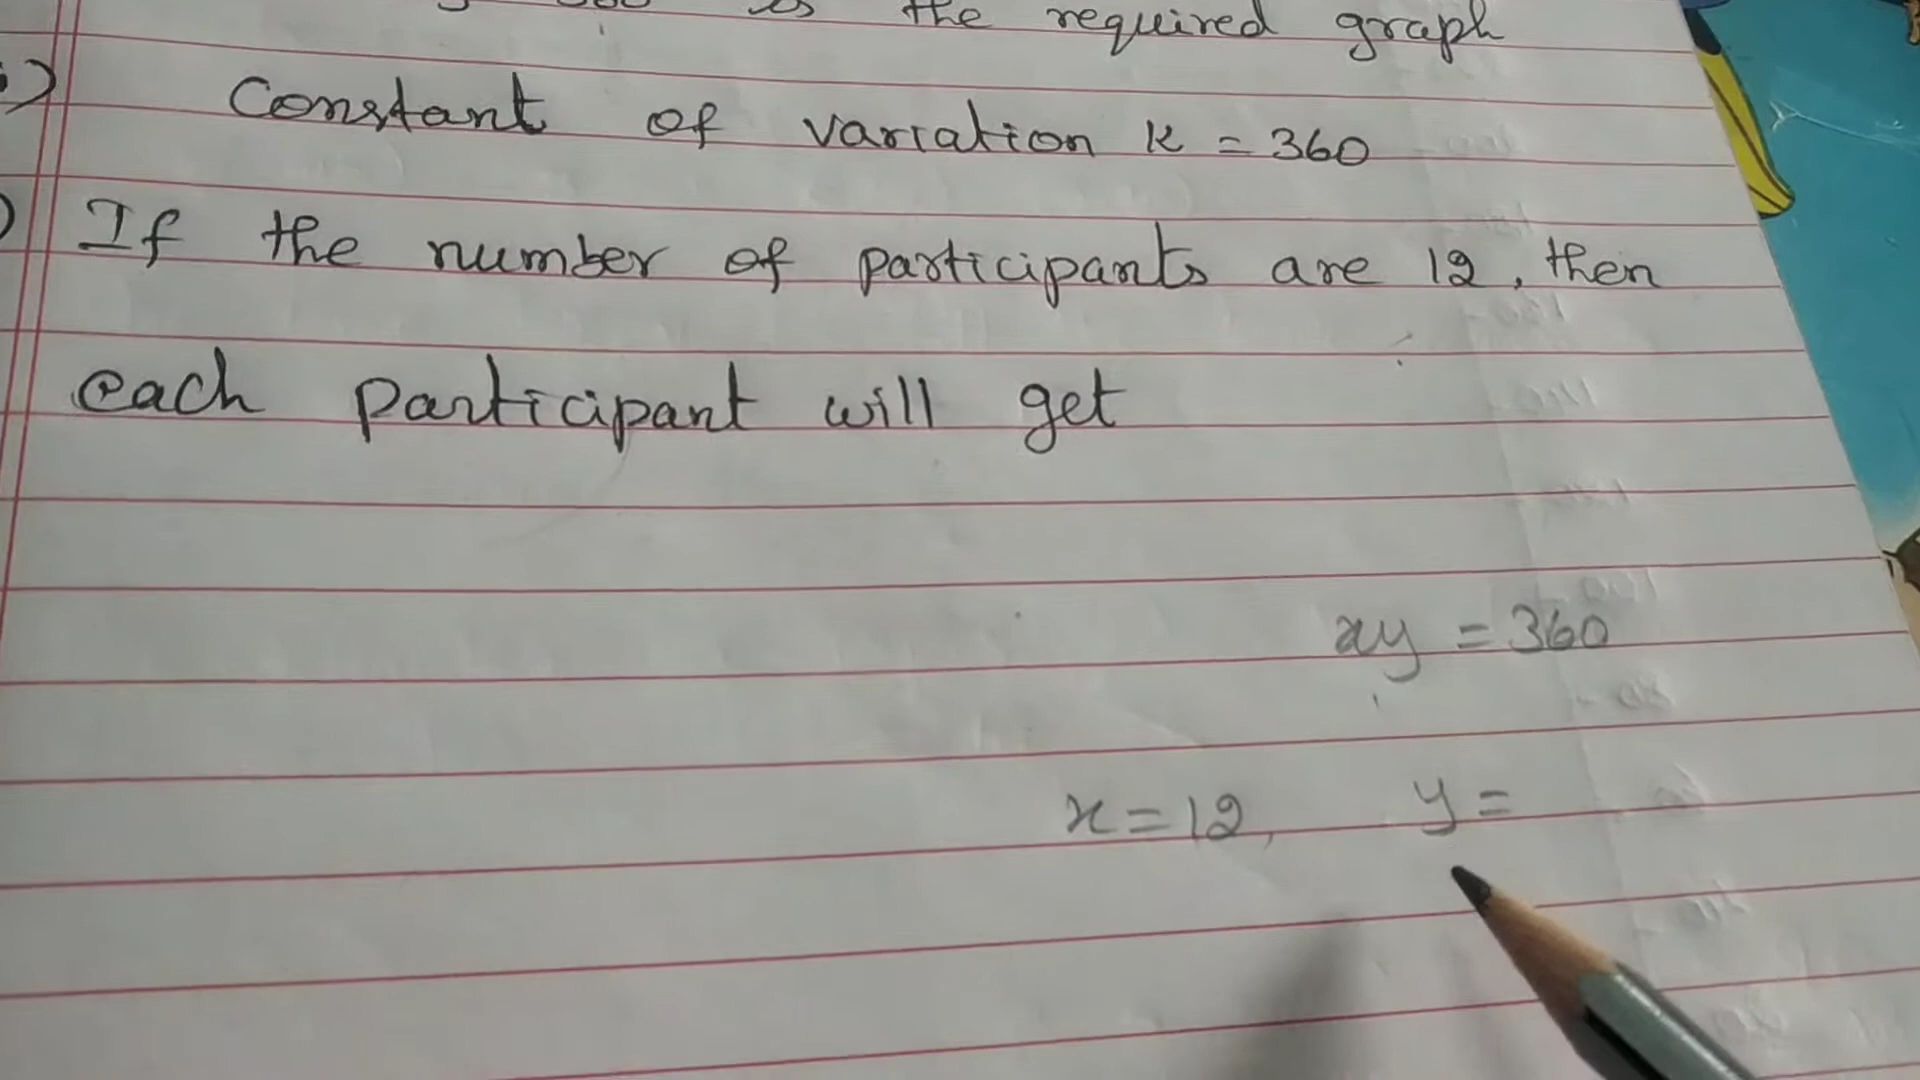 is the required graph
Constant of variation k = 360
If the number of participants are 12, then
each participant will get
xy = 360
x = 12, y =